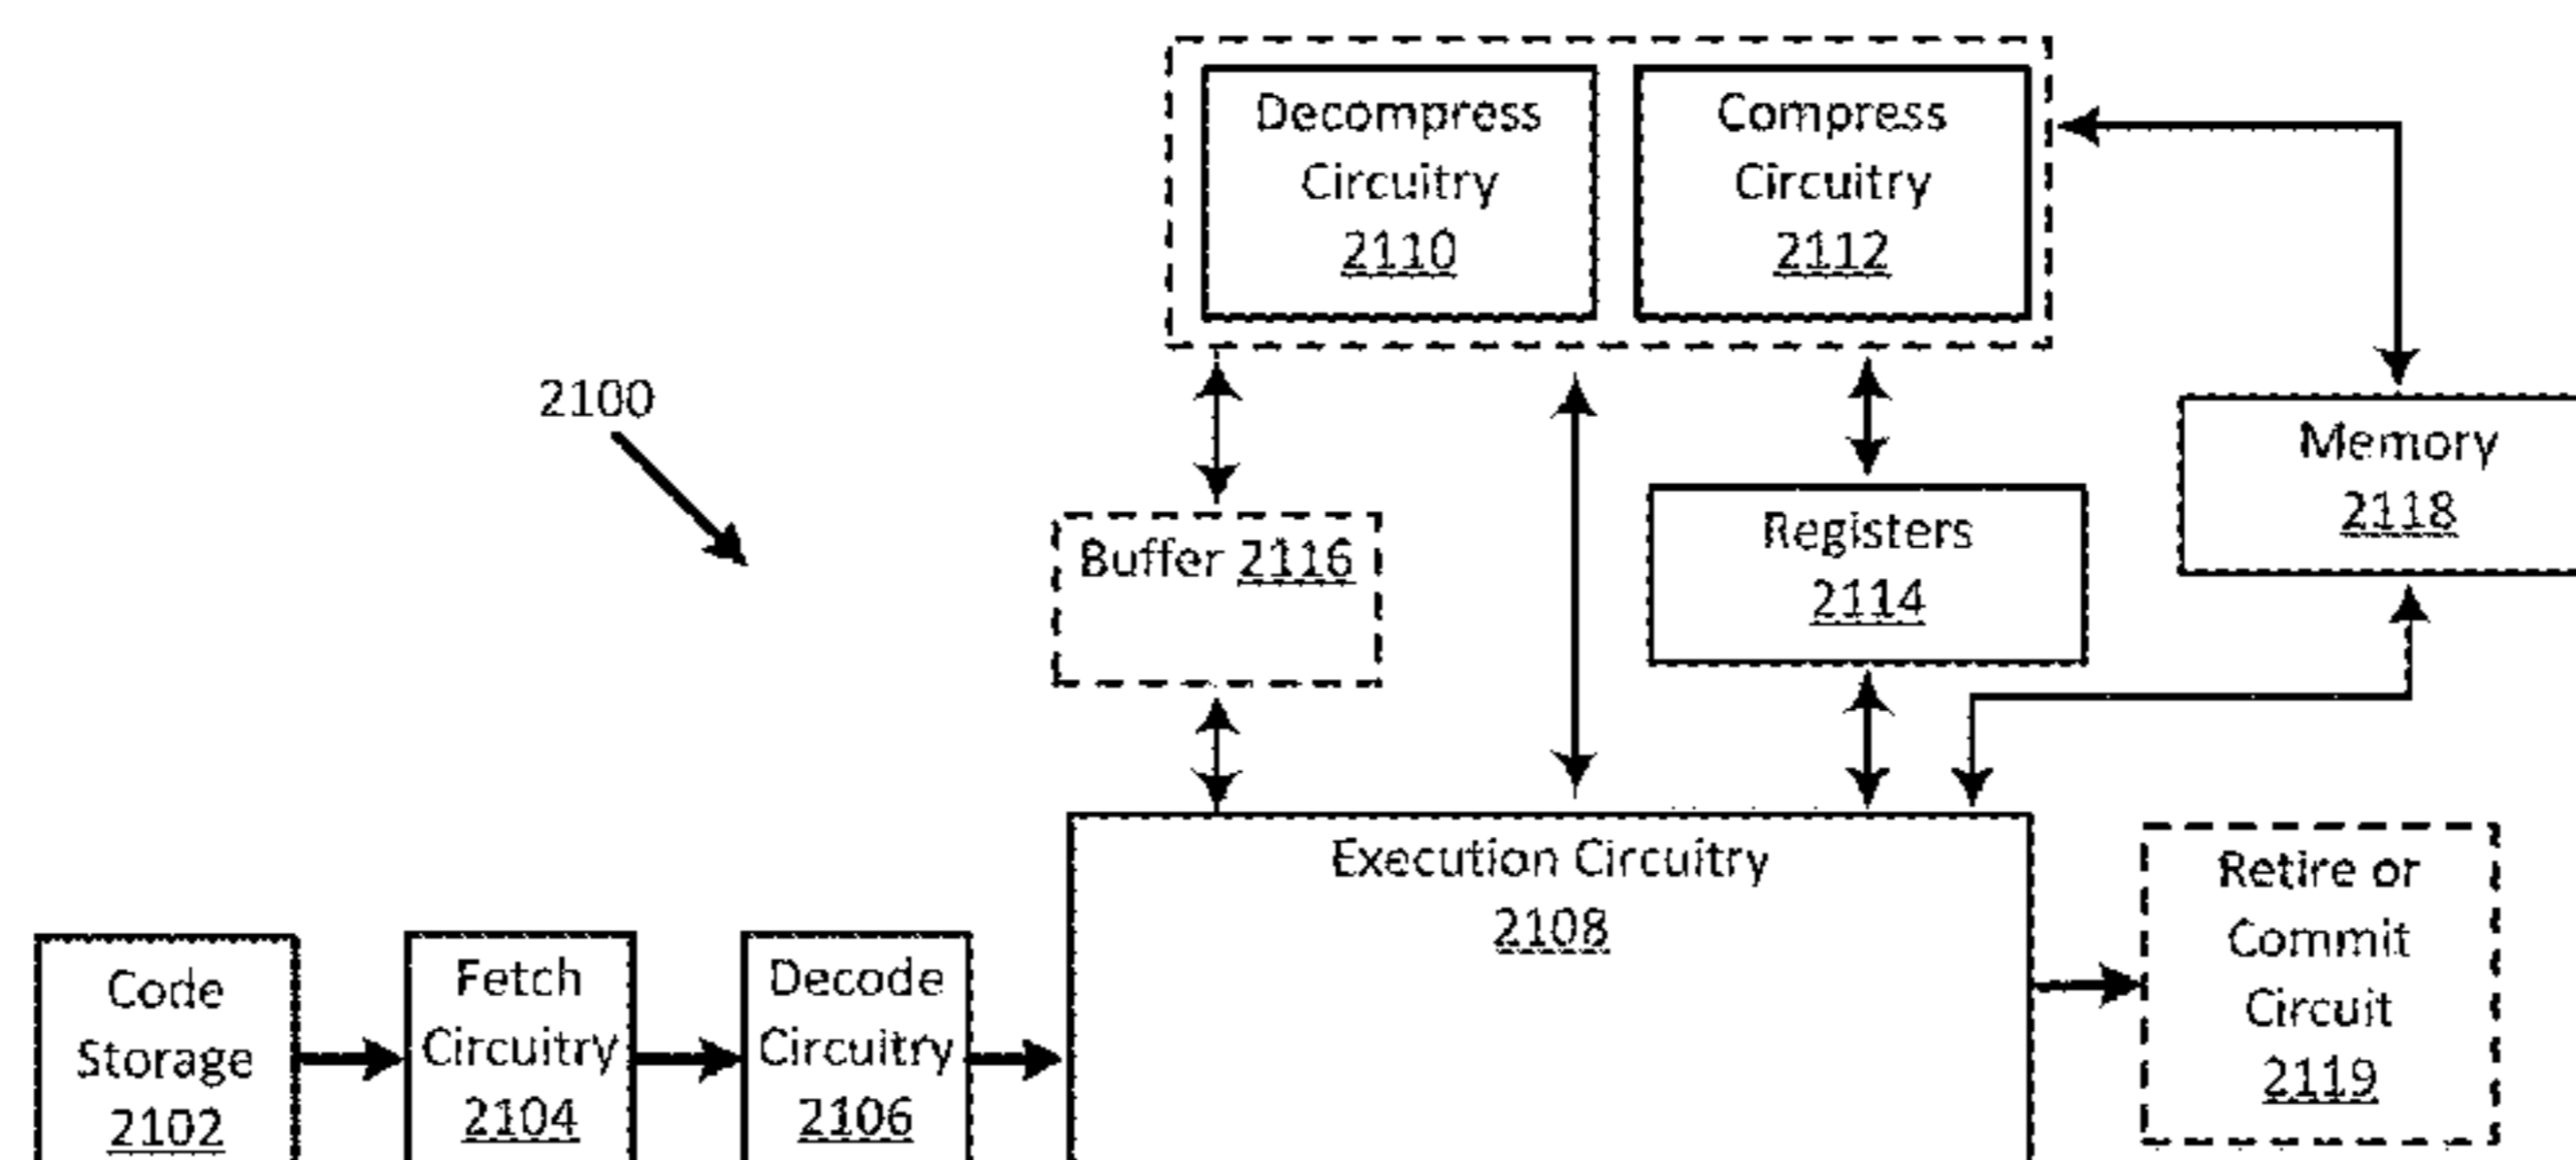 Decompress
Circuitry
2110
Compress
Circuitry
2112
2100
Memory
2118
Buffer 2116
Registers
2114
Execution Circuitry
2108
Retire or
Commit
Circuit
2119
Code
Storage
2102
Fetch
Circuitry
2104
Decode
Circuitry
2106